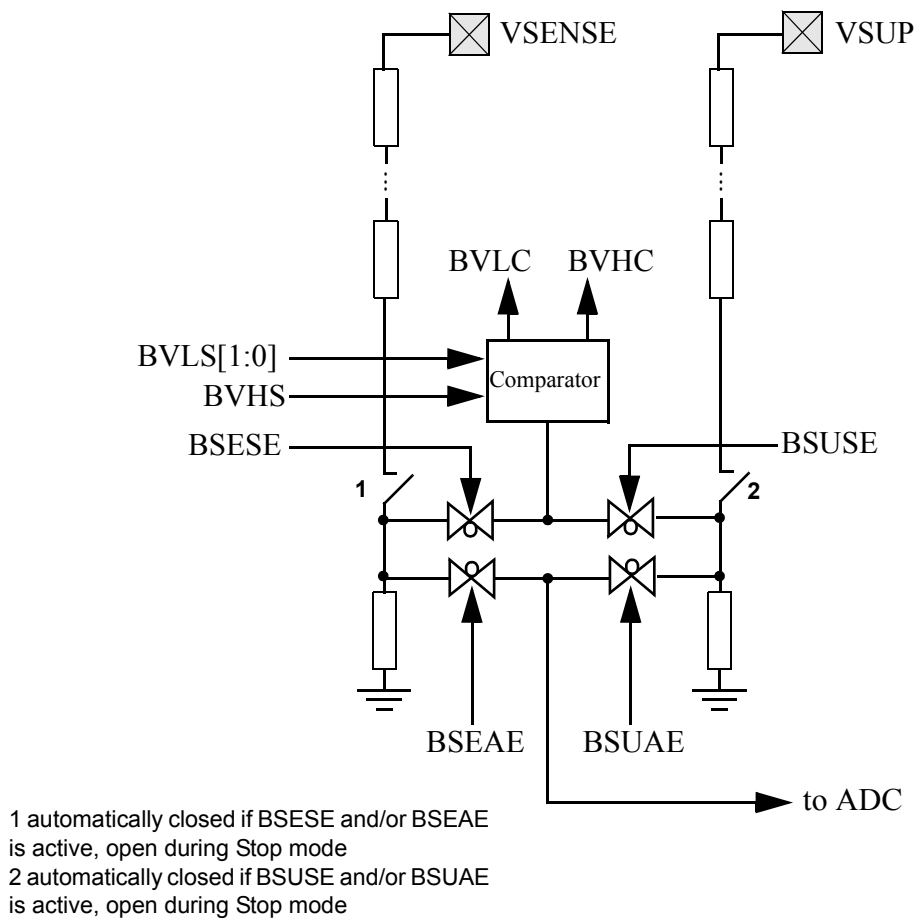 VSENSE
VSUP
BVLC
BVHC
BVLS[1:0]
Comparator
BVHS
BSESE
BSUSE
1
2
BSEAE
BSUAE
to ADC
1 automatically closed if BSESE and/or BSEAE
is active, open during Stop mode
2 automatically closed if BSUSE and/or BSUAE
is active, open during Stop mode